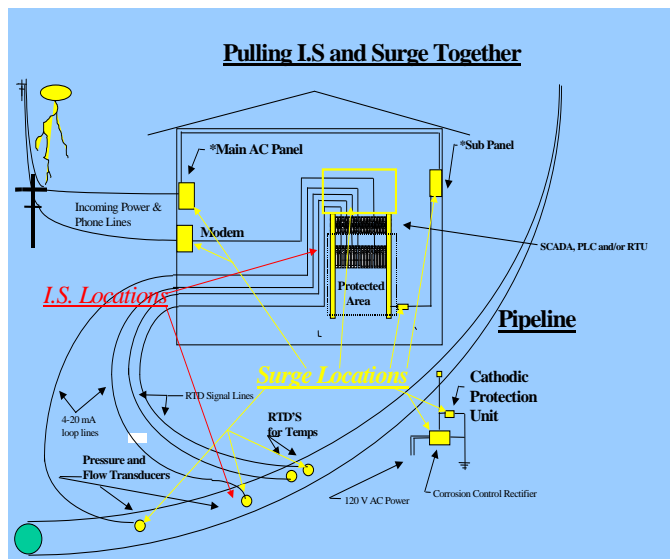 Pulling I.S and Surge Together
*Main AC Panel
*Sub Panel
Incoming Power &
Phone Lines
Modem
SCADA, PLC and/or RTU
Protected
Area
I.S. Locations
Pipeline
Surge Locations
Cathodic
Protection
Unit
RTD Signal Lines
4-20 mA
loop lines
RTD'S
for Temps
Pressure and
Flow Transducers
120 V AC Power
Corrosion Control Rectifier